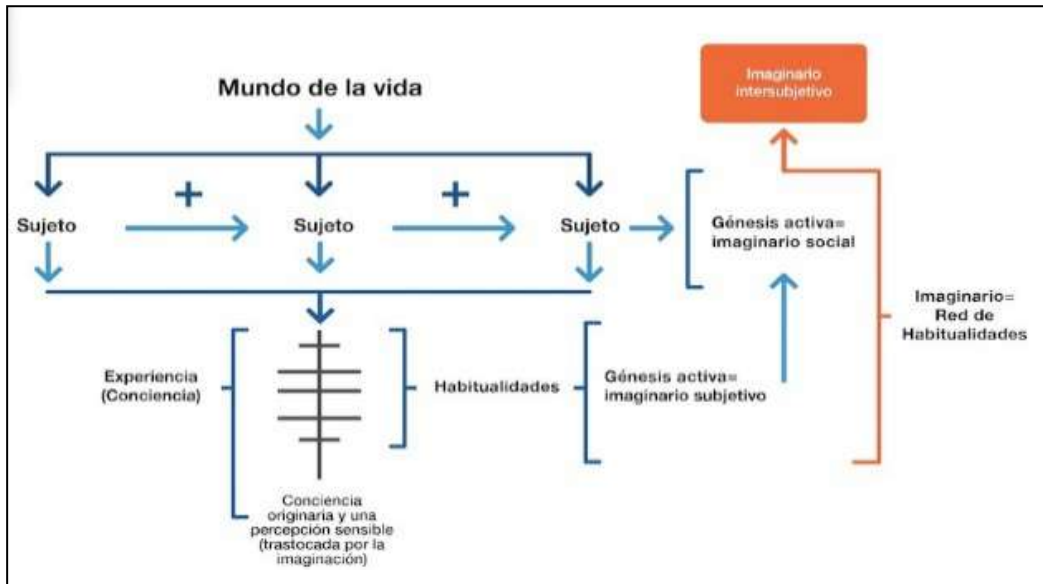 Imaginario
intersubjetivo
Mundo de la vida
+
+
Sujeto
Sujeto
Sujeto
Génesis activa=
imaginario social
Imaginario=
Red de
Habitualidades
Experiencia
(Conciencia)
Habitualidades
Génesis activa=
imaginario subjetivo
Conciencia
originaria y una
percepción sensible
(trastocada por la
imaginación)